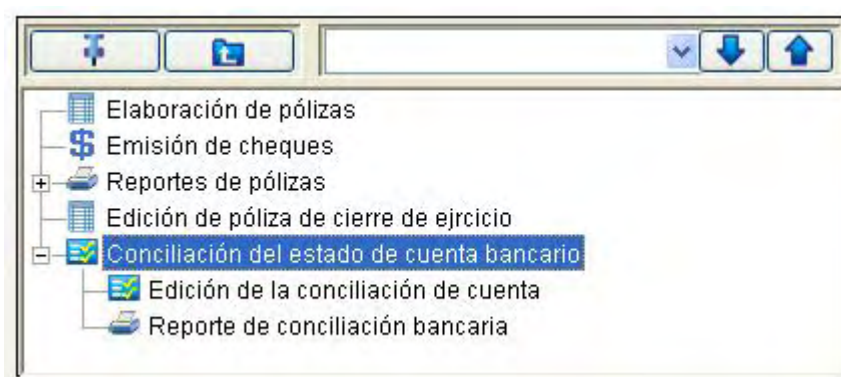 Elaboración de pólizas
Emisión de cheques
Reportes de pólizas
Edición de póliza de cierre de ejrcicio
Conciliación del estado de cuenta bancario
Edición de la conciliación de cuenta
Reporte de conciliación bancaria